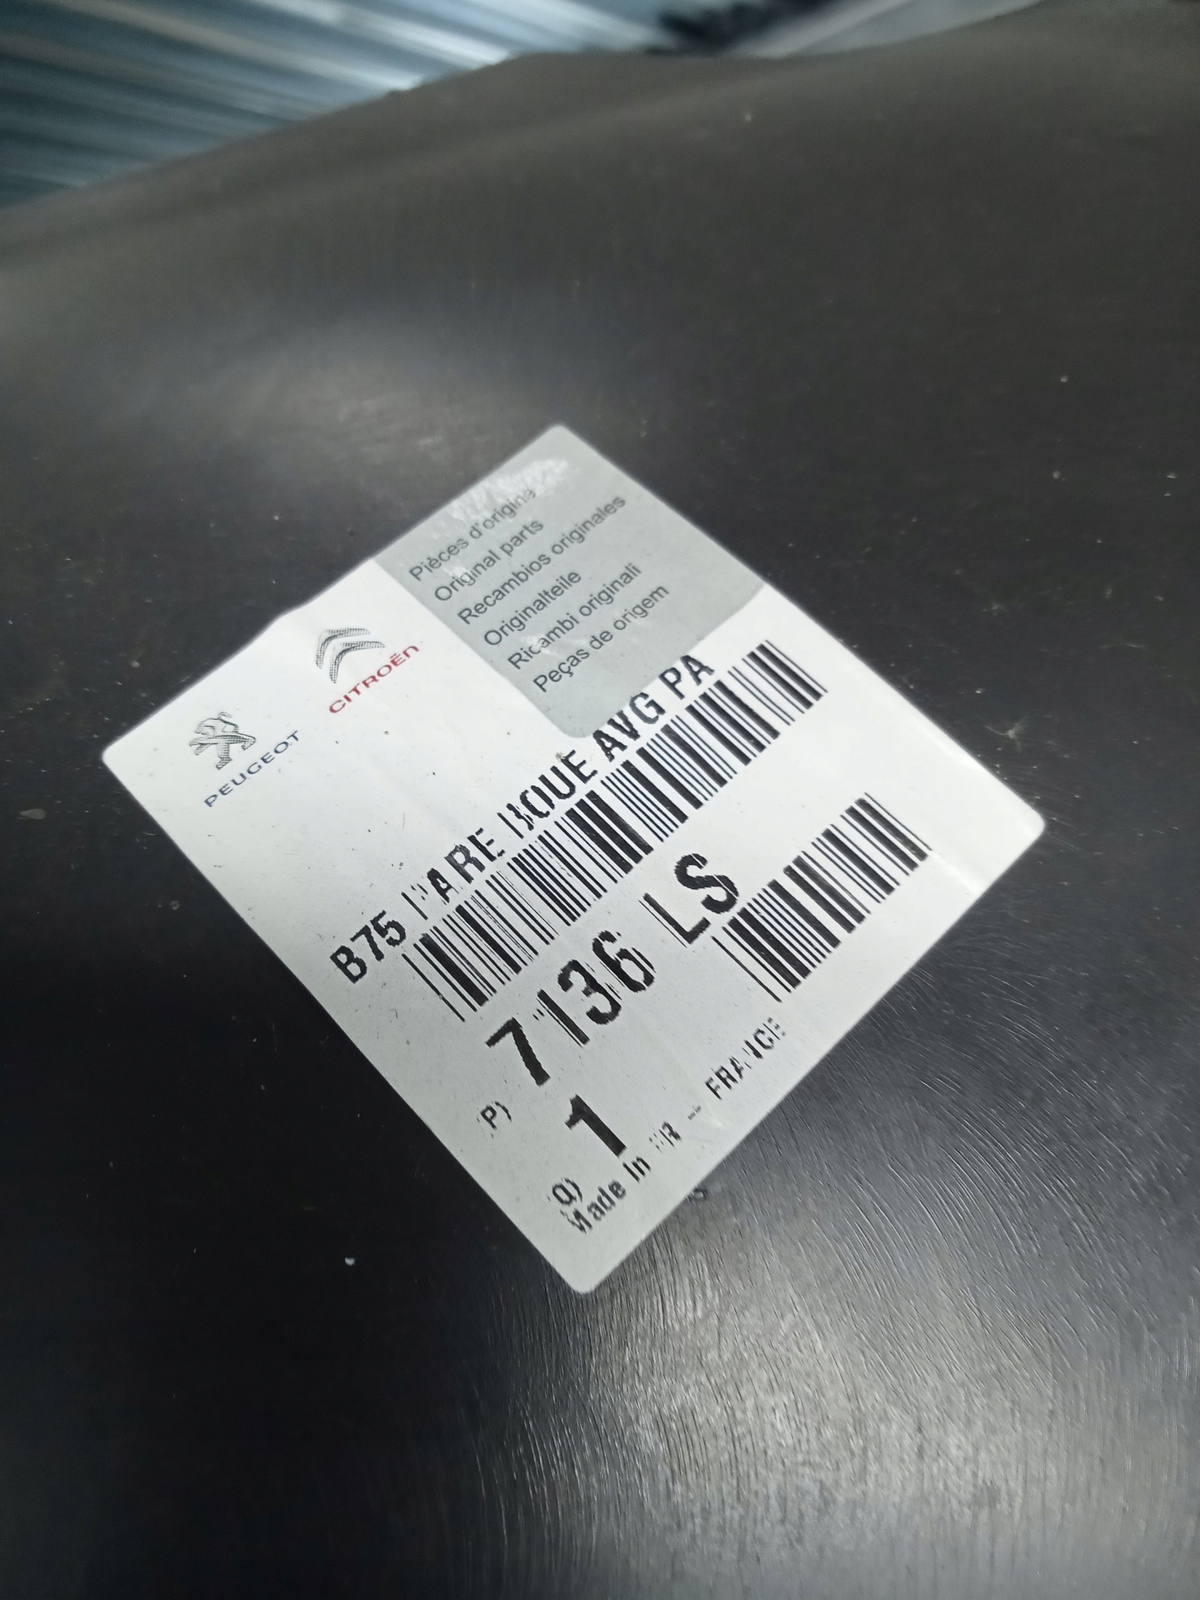 PEUGEOT
CITROËN
Pièces d'origine
Original parts
Recambios originales
Originalteile
Ricambi originali
Peças de origem
B75 PARE BOUE AVG PA
P) 7136 LS
Q) 1
Made In FR - FRANCE